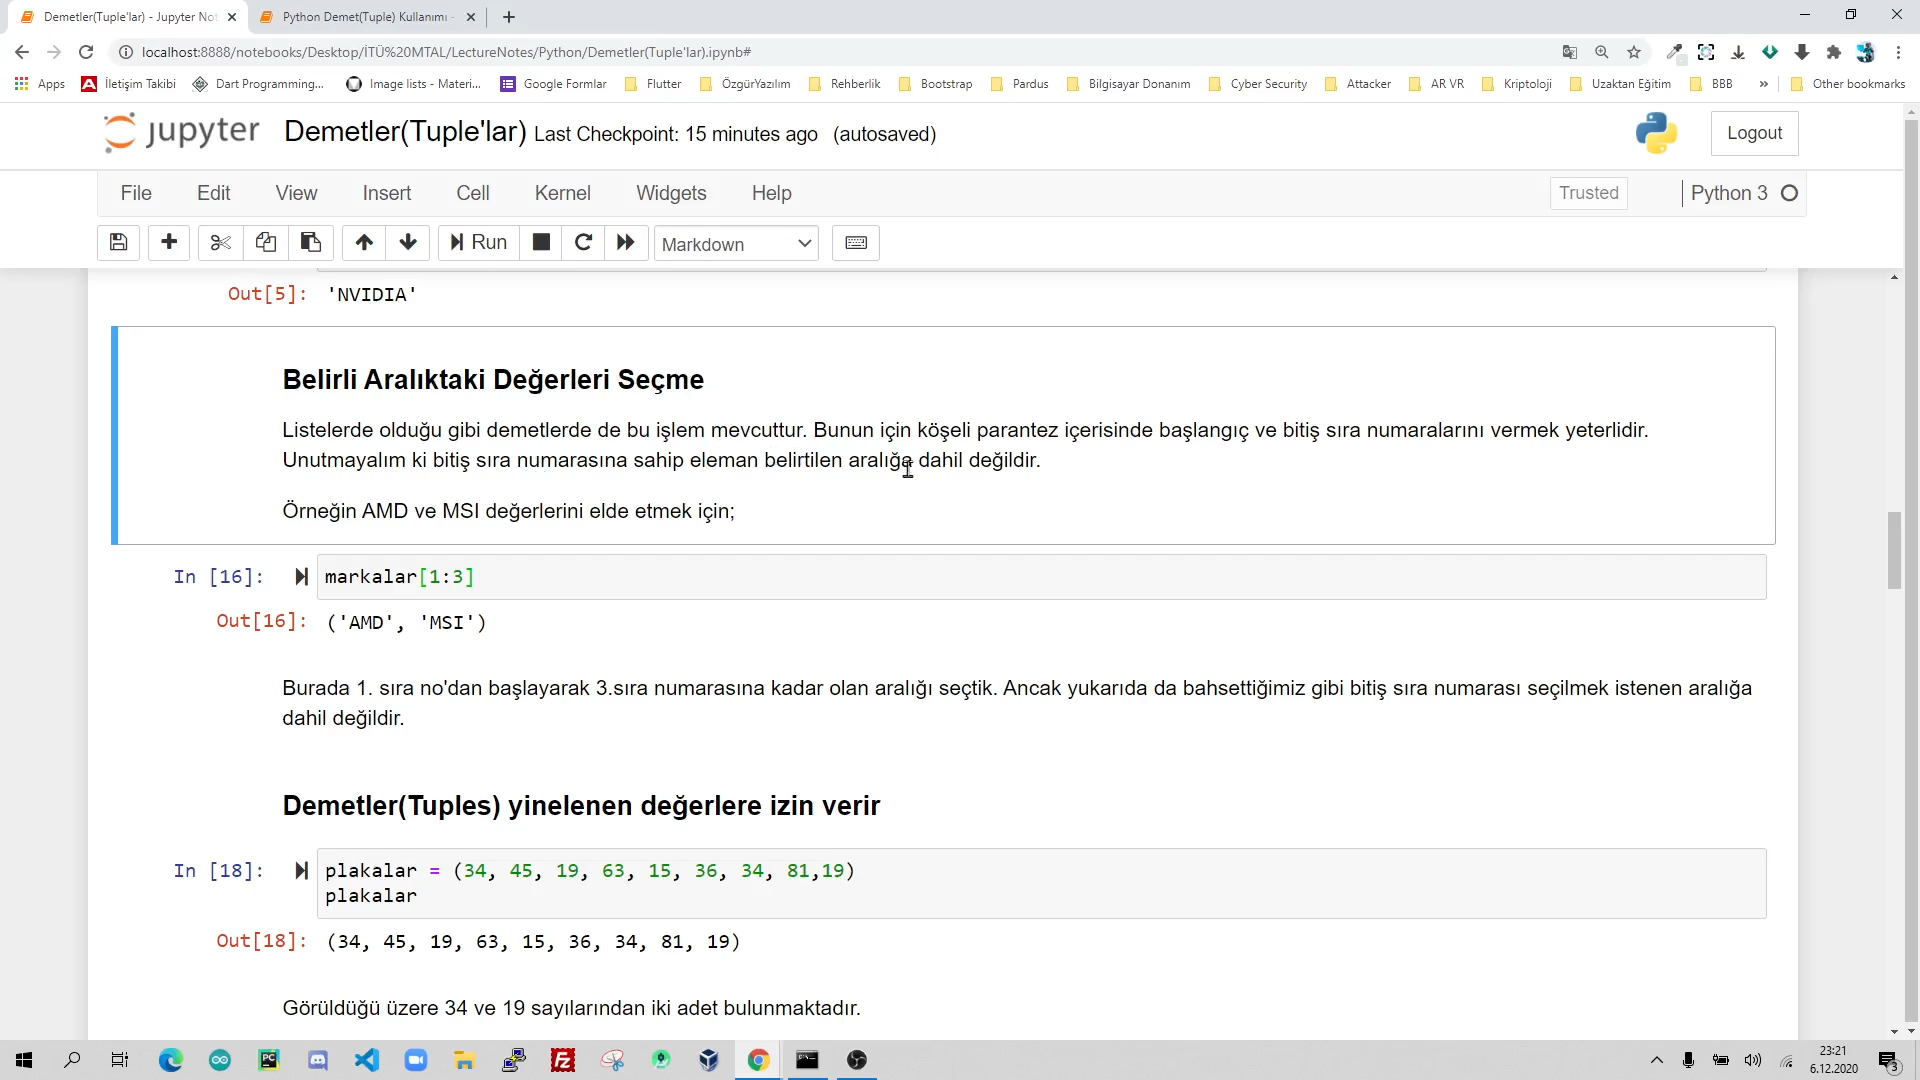 Demetler(Tuple'lar) - Jupyter Not
Python Demet(Tuple) Kullanımı -
localhost:8888/notebooks/Desktop/İTÜ%20MTAL/LectureNotes/Python/Demetler(Tuple'lar).ipynb#
Apps İletişim Takibi Dart Programming... Image lists - Materi... Google Formlar Flutter ÖzgürYazılım Rehberlik Bootstrap Pardus Bilgisayar Donanım Cyber Security Attacker AR VR Kriptoloji Uzaktan Eğitim BBB » Other bookmarks
jupyter Demetler(Tuple'lar) Last Checkpoint: 15 minutes ago (autosaved) Logout
File Edit View Insert Cell Kernel Widgets Help Trusted Python 3
Run Markdown
Out[5]: 'NVIDIA'
Belirli Aralıktaki Değerleri Seçme
Listelerde olduğu gibi demetlerde de bu işlem mevcuttur. Bunun için köşeli parantez içerisinde başlangıç ve bitiş sıra numaralarını vermek yeterlidir.
Unutmayalım ki bitiş sıra numarasına sahip eleman belirtilen aralığa dahil değildir.
Örneğin AMD ve MSI değerlerini elde etmek için;
In [16]: markalar[1:3]
Out[16]: ('AMD', 'MSI')
Burada 1. sıra no'dan başlayarak 3.sıra numarasına kadar olan aralığı seçtik. Ancak yukarıda da bahsettiğimiz gibi bitiş sıra numarası seçilmek istenen aralığa
dahil değildir.
Demetler(Tuples) yinelenen değerlere izin verir
In [18]: plakalar = (34, 45, 19, 63, 15, 36, 34, 81,19)
plakalar
Out[18]: (34, 45, 19, 63, 15, 36, 34, 81, 19)
Görüldüğü üzere 34 ve 19 sayılarından iki adet bulunmaktadır.
23:21
6.12.2020
3